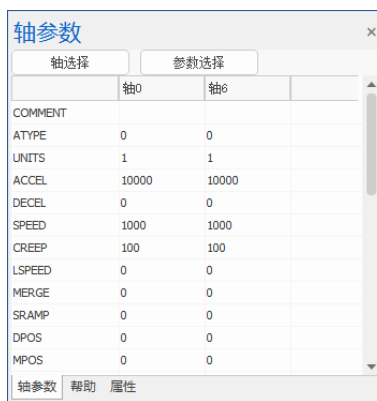 轴参数 ×
轴选择 参数选择
轴0 轴6
COMMENT
ATYPE 0 0
UNITS 1 1
ACCEL 10000 10000
DECEL 0 0
SPEED 1000 1000
CREEP 100 100
LSPEED 0 0
MERGE 0 0
SRAMP 0 0
DPOS 0 0
MPOS 0 0
轴参数 帮助 属性